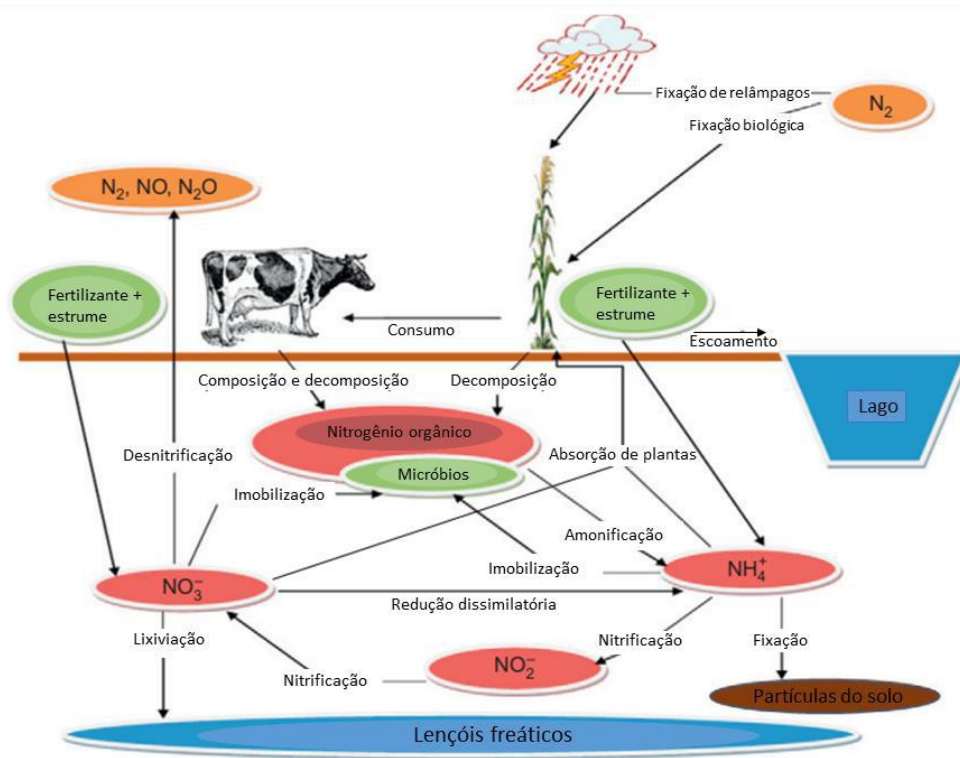 Fixação de relâmpagos
N₂
Fixação biológica
N₂, NO, N₂O
Fertilizante +
estrume
Fertilizante +
estrume
Consumo
Escoamento
Composição e decomposição
Decomposição
Lago
Nitrogênio orgânico
Desnitrificação
Absorção de plantas
Micróbios
Imobilização
Amonificação
Imobilização
NH₄⁺
NO₃⁻
Redução dissimilatória
Lixiviação
Nitrificação
Fixação
NO₂⁻
Nitrificação
Partículas do solo
Lençóis freáticos